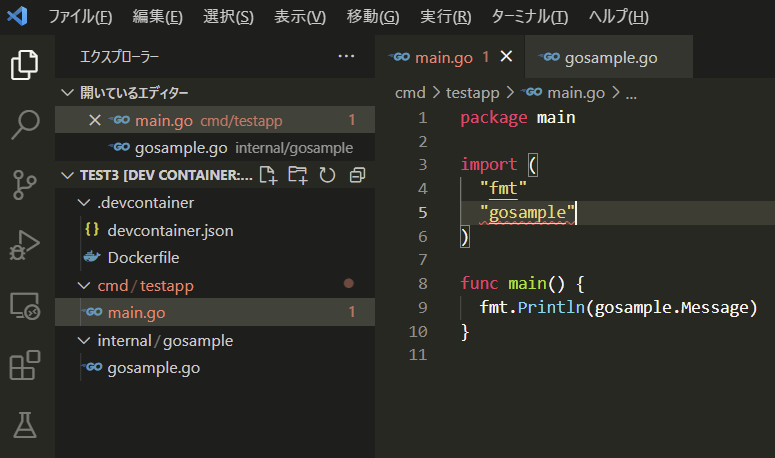 ファイル(F) 編集(E) 選択(S) 表示(V) 移動(G) 実行(R) ターミナル(T) ヘルプ(H)
エクスプローラー ...
開いているエディター
main.go cmd/testapp 1
gosample.go internal/gosample
TEST3 [DEV CONTAINER:...
.devcontainer
{} devcontainer.json
Dockerfile
cmd / testapp
main.go 1
internal / gosample
gosample.go
main.go 1 gosample.go
cmd > testapp > main.go > ...
1 package main
2
3 import (
4 "fmt"
5 "gosample"
6 )
7
8 func main() {
9 fmt.Println(gosample.Message)
10 }
11